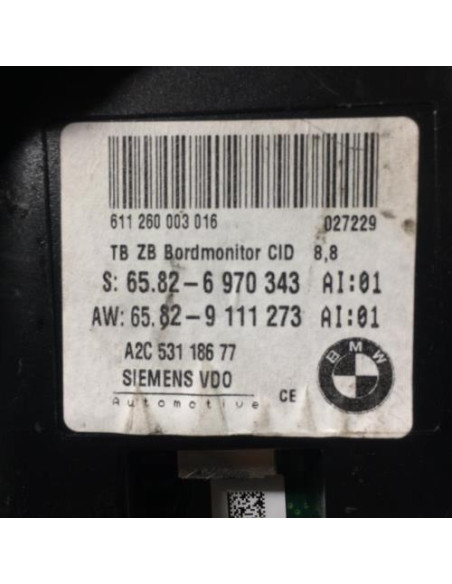 611 260 003 016 027229
TB ZB Bordmonitor CID 8,8
S: 65.82-6 970 343 AI:01
AW: 65.82-9 111 273 AI:01
A2C 531 186 77
SIEMENS VDO
Automotive CE
BMW